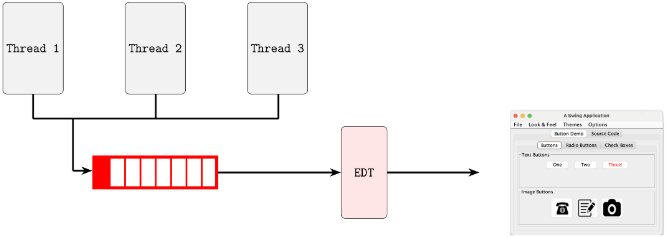 Thread 1
Thread 2
Thread 3
EDT
A Swing Application
File Look & Feel Themes Options
Button Demo Source Code
Buttons Radio Buttons Check Boxes
Text Buttons
One Two Three!
Image Buttons